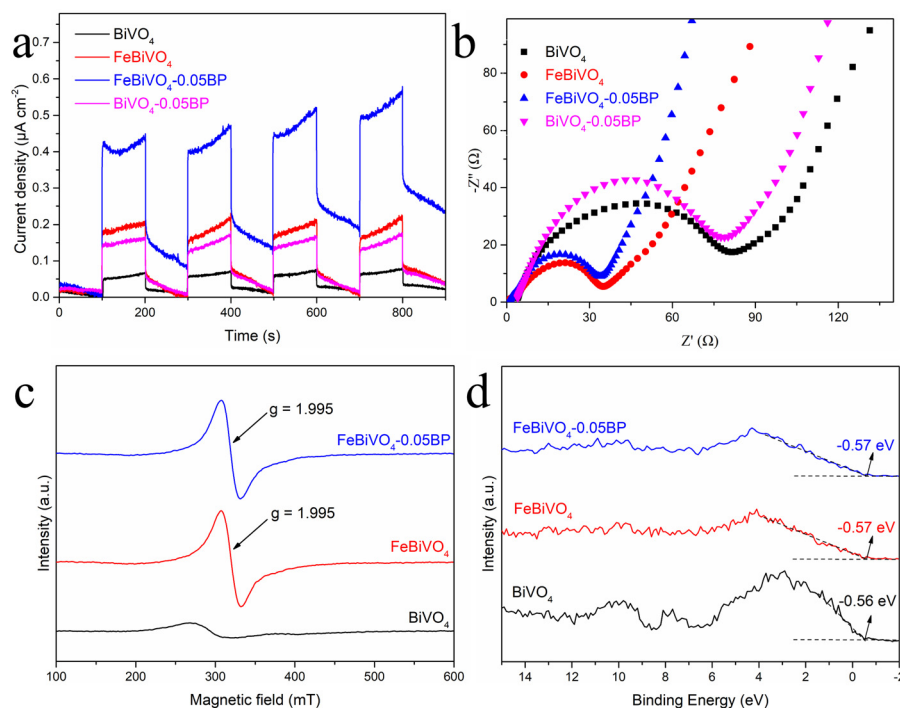 a
BiVO₄
FeBiVO₄
FeBiVO₄-0.05BP
BiVO₄-0.05BP
Current density (μA cm⁻²)
0.7
0.6
0.5
0.4
0.3
0.2
0.1
0.0
0 200 400 600 800
Time (s)
b
BiVO₄
FeBiVO₄
FeBiVO₄-0.05BP
BiVO₄-0.05BP
-Z'' (Ω)
80
60
40
20
0
0 30 60 90 120
Z' (Ω)
c
g = 1.995
FeBiVO₄-0.05BP
g = 1.995
FeBiVO₄
BiVO₄
Intensity (a.u.)
100 200 300 400 500 600
Magnetic field (mT)
d
FeBiVO₄-0.05BP
-0.57 eV
FeBiVO₄
-0.57 eV
BiVO₄
-0.56 eV
Intensity (a.u.)
15 14 12 10 8 6 4 2 0 -2
Binding Energy (eV)